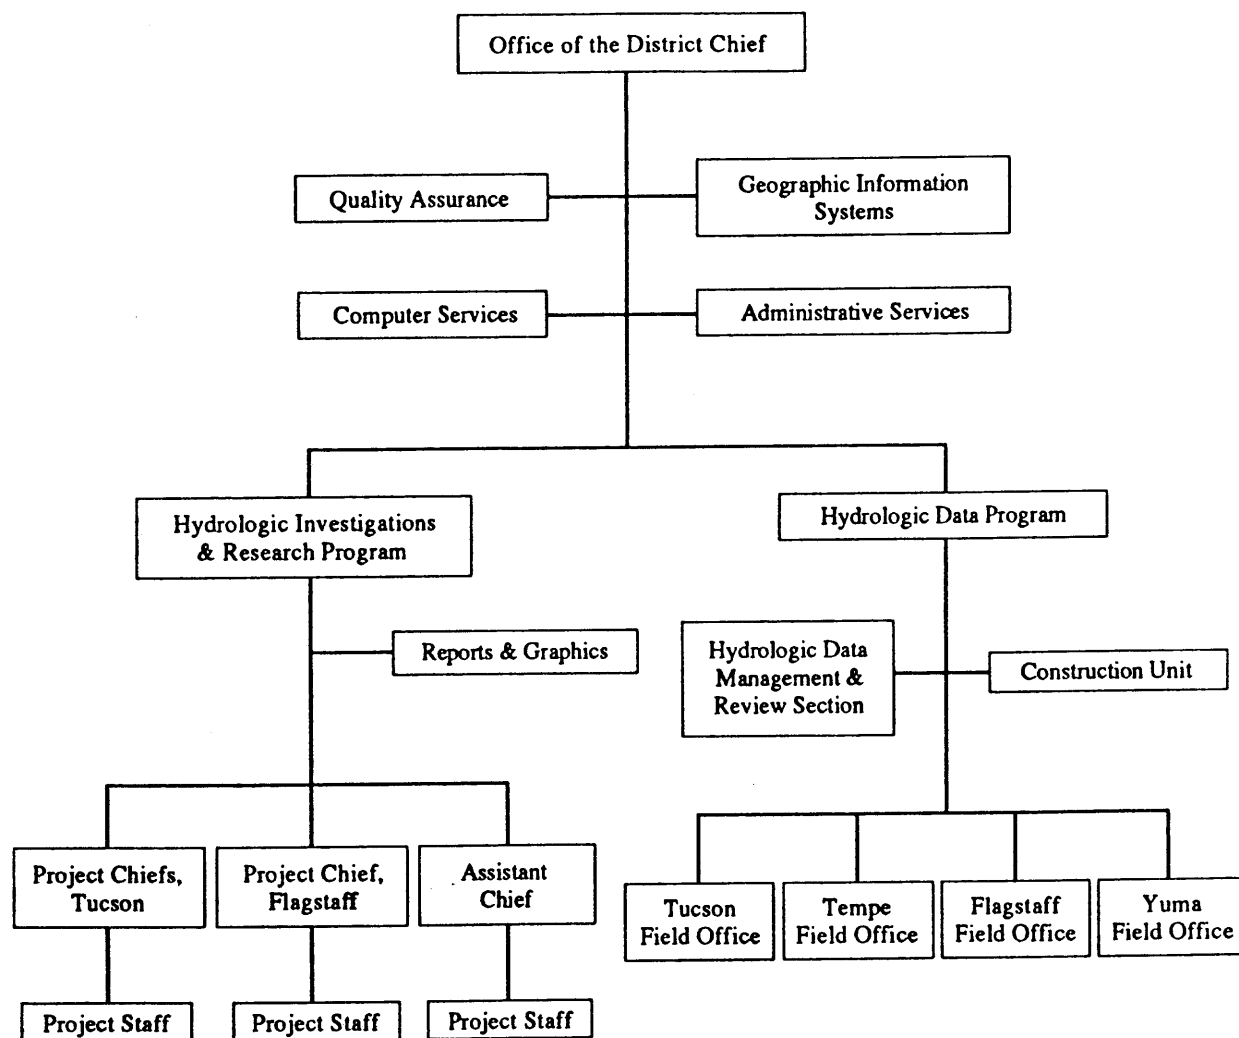 Office of the District Chief
Quality Assurance
Geographic Information
Systems
Computer Services
Administrative Services
Hydrologic Investigations
& Research Program
Hydrologic Data Program
Reports & Graphics
Hydrologic Data
Management &
Review Section
Construction Unit
Project Chiefs,
Tucson
Project Chief,
Flagstaff
Assistant
Chief
Tucson
Field Office
Tempe
Field Office
Flagstaff
Field Office
Yuma
Field Office
Project Staff
Project Staff
Project Staff